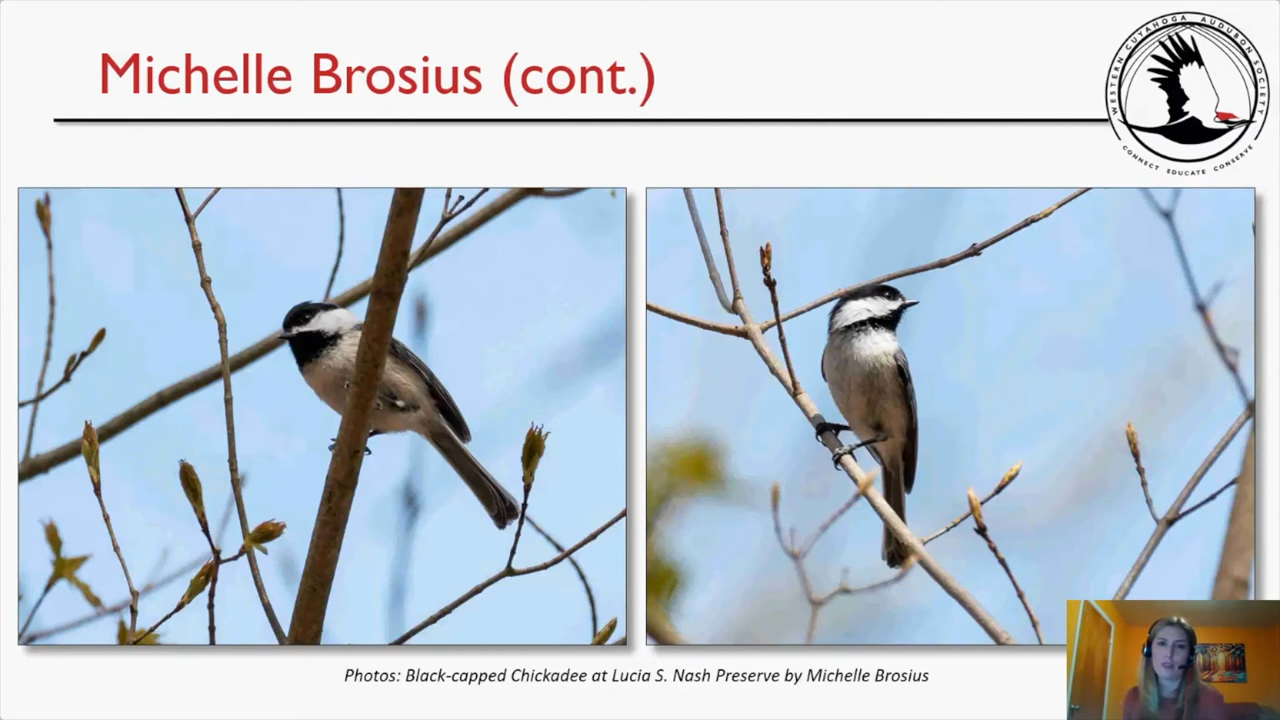 Michelle Brosius (cont.)
WESTERN CUYAHOGA AUDUBON SOCIETY
CONNECT EDUCATE CONSERVE
Photos: Black-capped Chickadee at Lucia S. Nash Preserve by Michelle Brosius